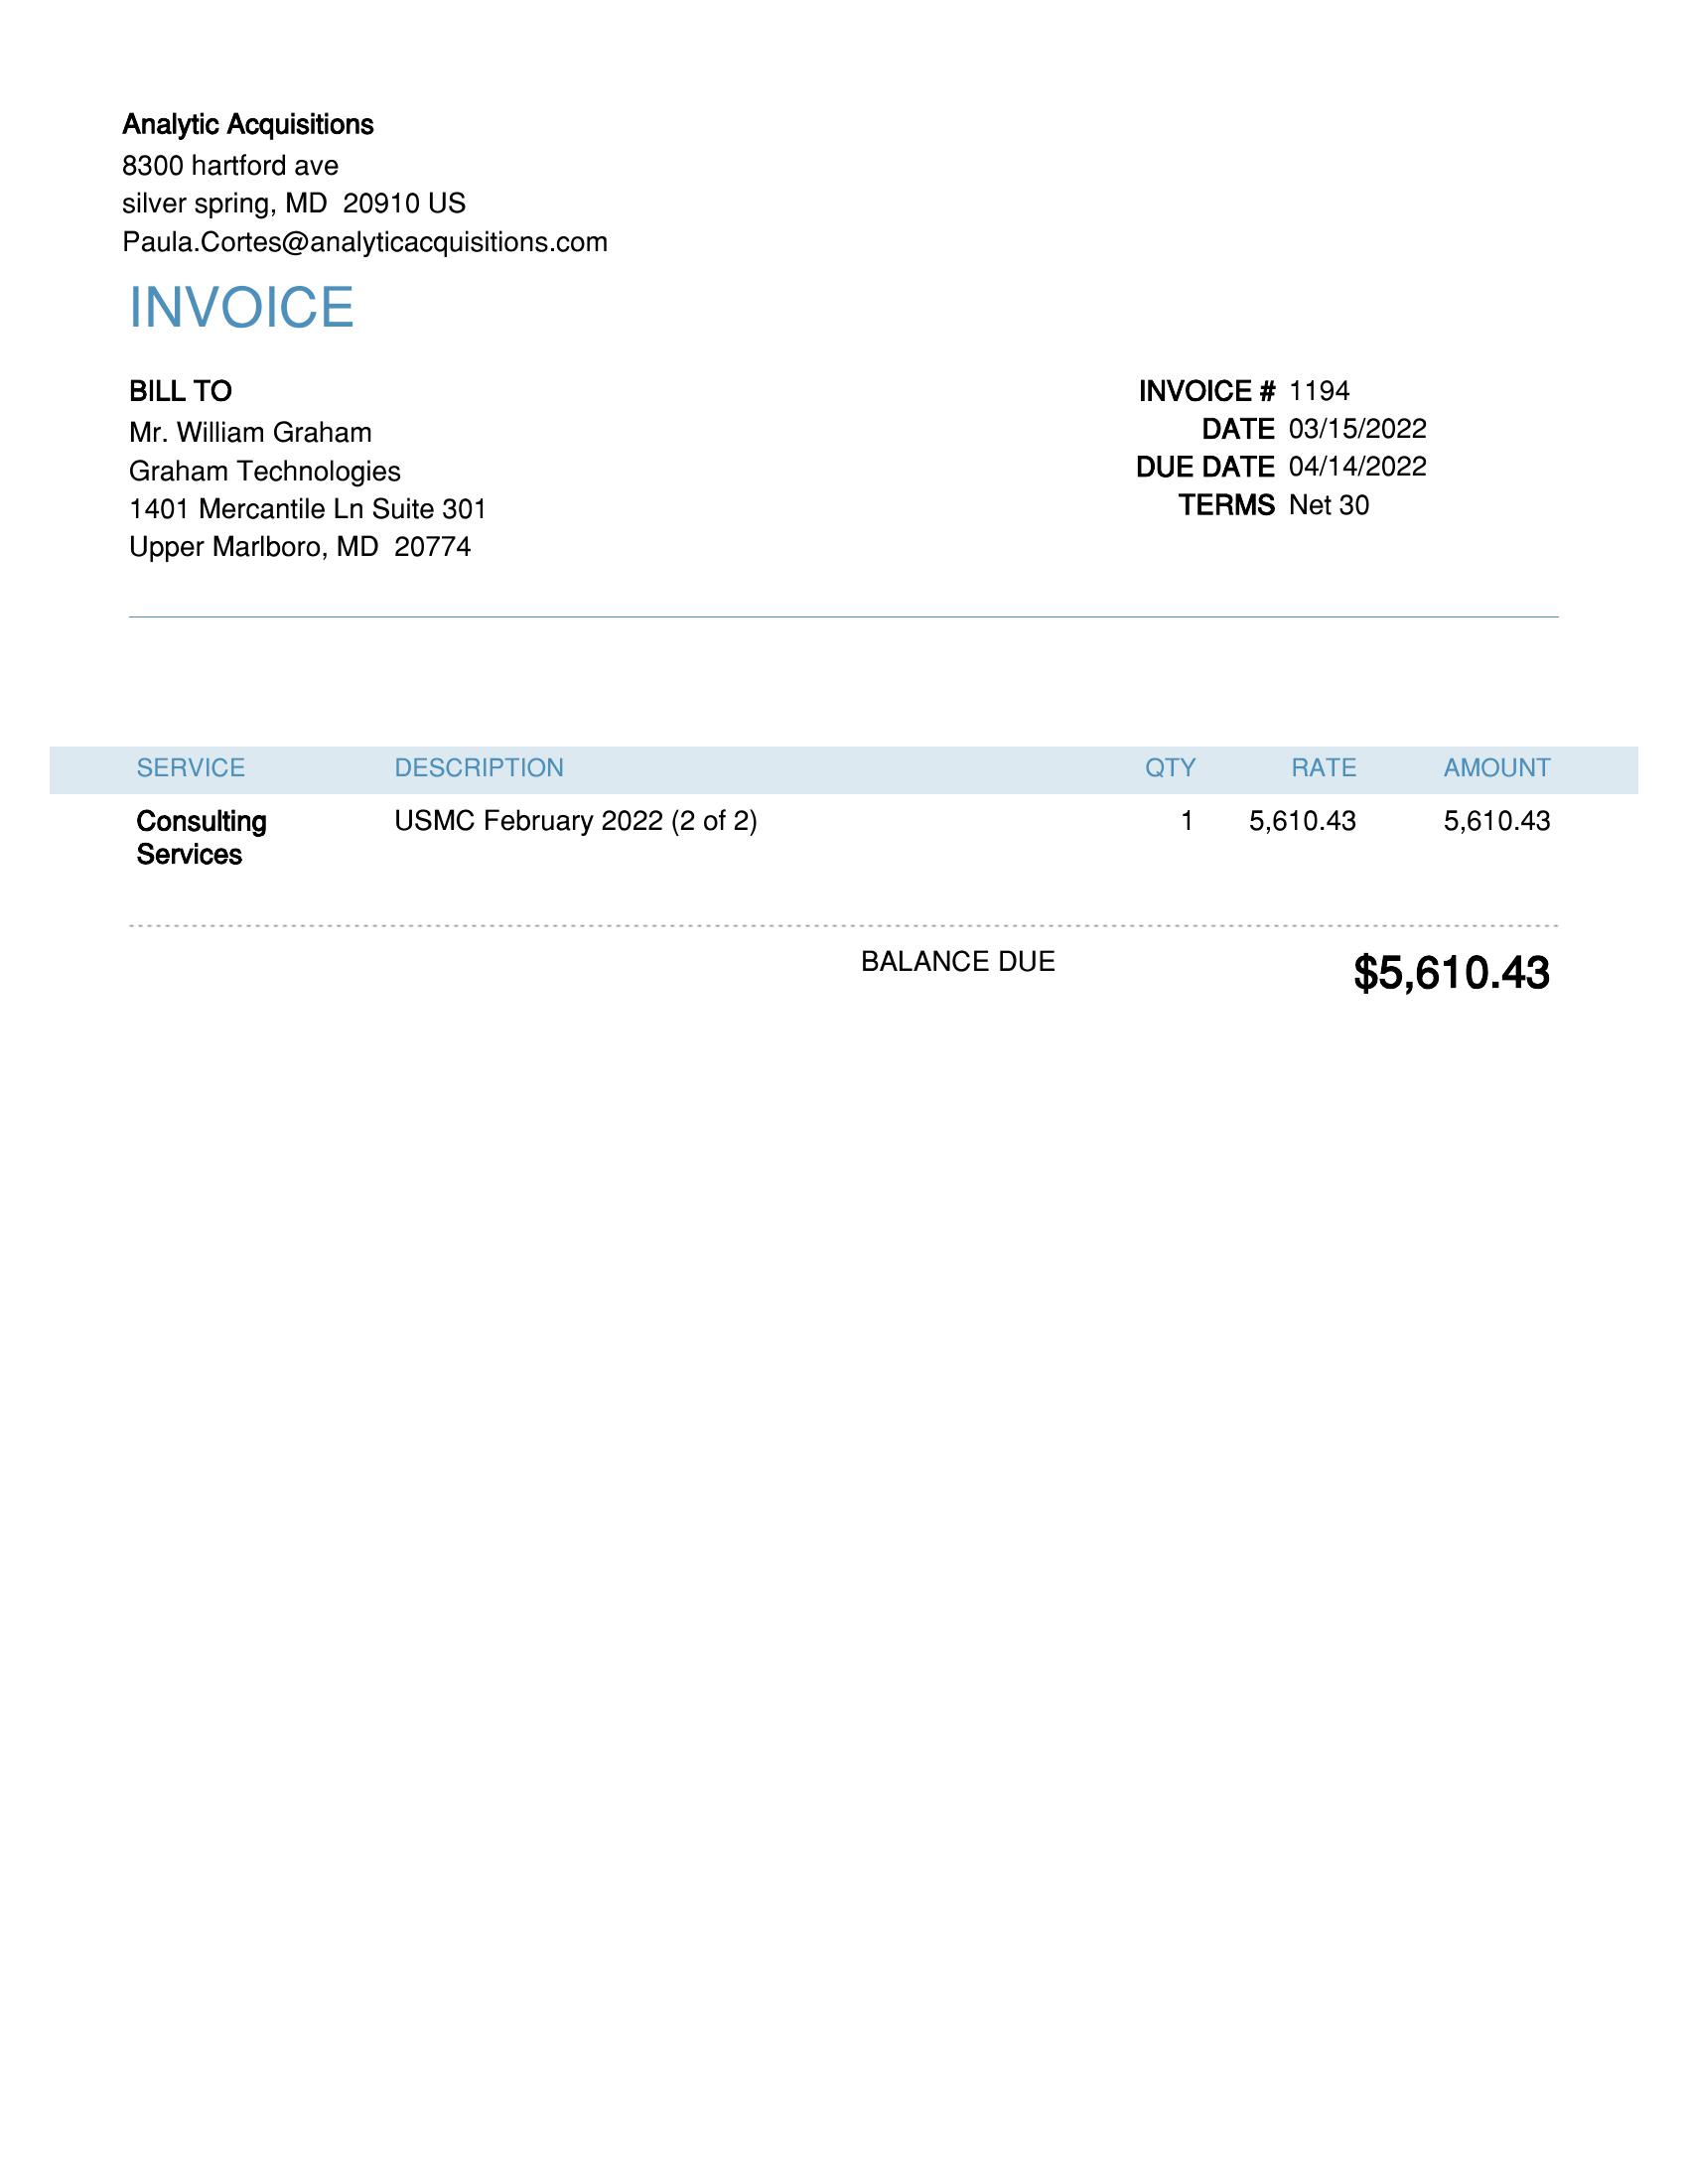 Analytic Acquisitions
8300 hartford ave
silver spring, MD  20910 US
Paula.Cortes@analyticacquisitions.com
INVOICE
BILL TO
Mr. William Graham
Graham Technologies
1401 Mercantile Ln Suite 301
Upper Marlboro, MD  20774
INVOICE # 1194
DATE 03/15/2022
DUE DATE 04/14/2022
TERMS Net 30
SERVICE DESCRIPTION QTY RATE AMOUNT
Consulting USMC February 2022 (2 of 2) 1 5,610.43 5,610.43
Services
BALANCE DUE $5,610.43